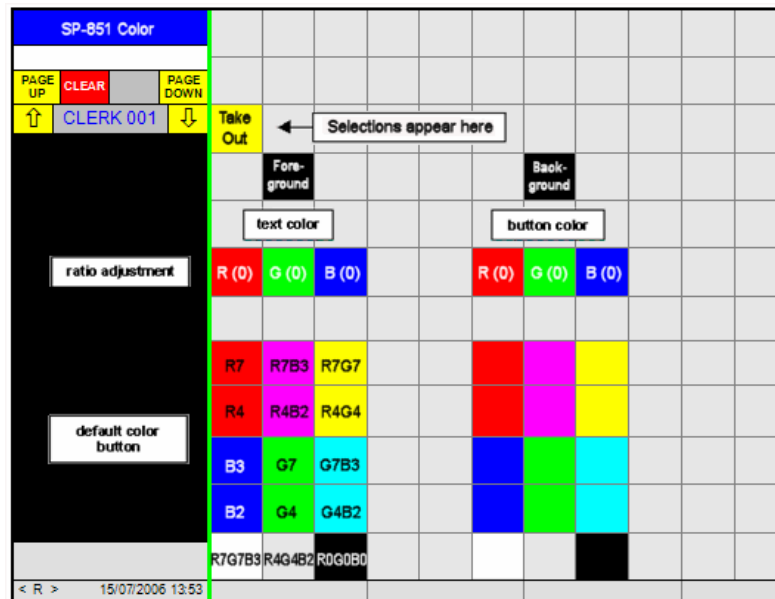 SP-851 Color
PAGE UP
CLEAR
PAGE DOWN
CLERK 001
Take Out
Selections appear here
Fore-ground
Back-ground
text color
button color
ratio adjustment
R (0) G (0) B (0)
R (0) G (0) B (0)
R7 R7B3 R7G7
R4 R4B2 R4G4
default color
button
B3 G7 G7B3
B2 G4 G4B2
R7G7B3 R4G4B2 R0G0B0
< R > 15/07/2006 13:53